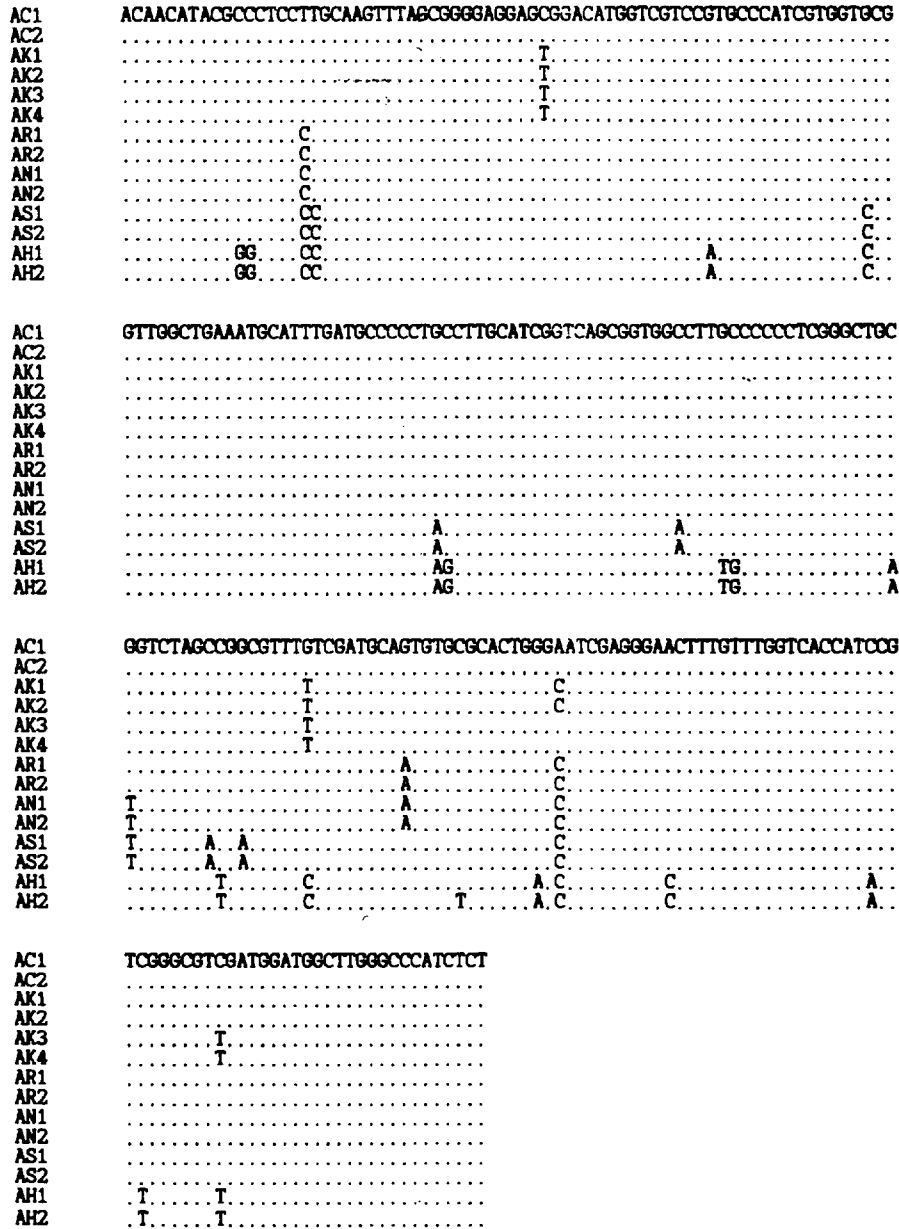 AC1 ACAACATACGCCCTCCTTGCAAGTTTAGCGGGGAGGAGCGGACATGGTCGTCCGTGCCCATCGTGGTGCG
AC2 ......................................................................
AK1 ......................................T...............................
AK2 ......................................T...............................
AK3 ......................................T...............................
AK4 ......................................T...............................
AR1 ................C.....................................................
AR2 ................C.....................................................
AN1 ................C.....................................................
AN2 ................C.....................................................
AS1 ................CC.................................................C..
AS2 ................CC.................................................C..
AH1 ..........GG....CC...................................A.............C..
AH2 ..........GG....CC...................................A.............C..
AC1 GTTGGCTGAAATGCATTTGATGCCCCCTGCCTTGCATCGGTCAGCGGTGGCCTTGCCCCCCTCGGGCTGC
AC2 ......................................................................
AK1 ......................................................................
AK2 ......................................................................
AK3 ......................................................................
AK4 ......................................................................
AR1 ......................................................................
AR2 ......................................................................
AN1 ......................................................................
AN2 ......................................................................
AS1 ............................A.....................A...................
AS2 ............................A.....................A...................
AH1 ............................AG........................TG.............A
AH2 ............................AG........................TG.............A
AC1 GGTCTAGCCGGCGTTTGTCGATGCAGTGTGCGCACTGGGAATCGAGGGAACTTTGTTTGGTCACCATCCG
AC2 ......................................................................
AK1 ................T......................C..............................
AK2 ................T......................C..............................
AK3 ................T.....................................................
AK4 ................T.....................................................
AR1 .........................A.............C..............................
AR2 .........................A.............C..............................
AN1 T........................A.............C..............................
AN2 T........................A.............C..............................
AS1 T......A..A............................C..............................
AS2 T......A..A............................C..............................
AH1 ........T.......C....................A.C.........C.................A..
AH2 ........T.......C.............T......A.C.........C.................A..
AC1 TCGGGCGTCGATGGATGGCTTGGGCCCATCTCT
AC2 .................................
AK1 .................................
AK2 .................................
AK3 ........T........................
AK4 ........T........................
AR1 .................................
AR2 .................................
AN1 .................................
AN2 .................................
AS1 .................................
AS2 .................................
AH1 .T......T........................
AH2 .T......T........................